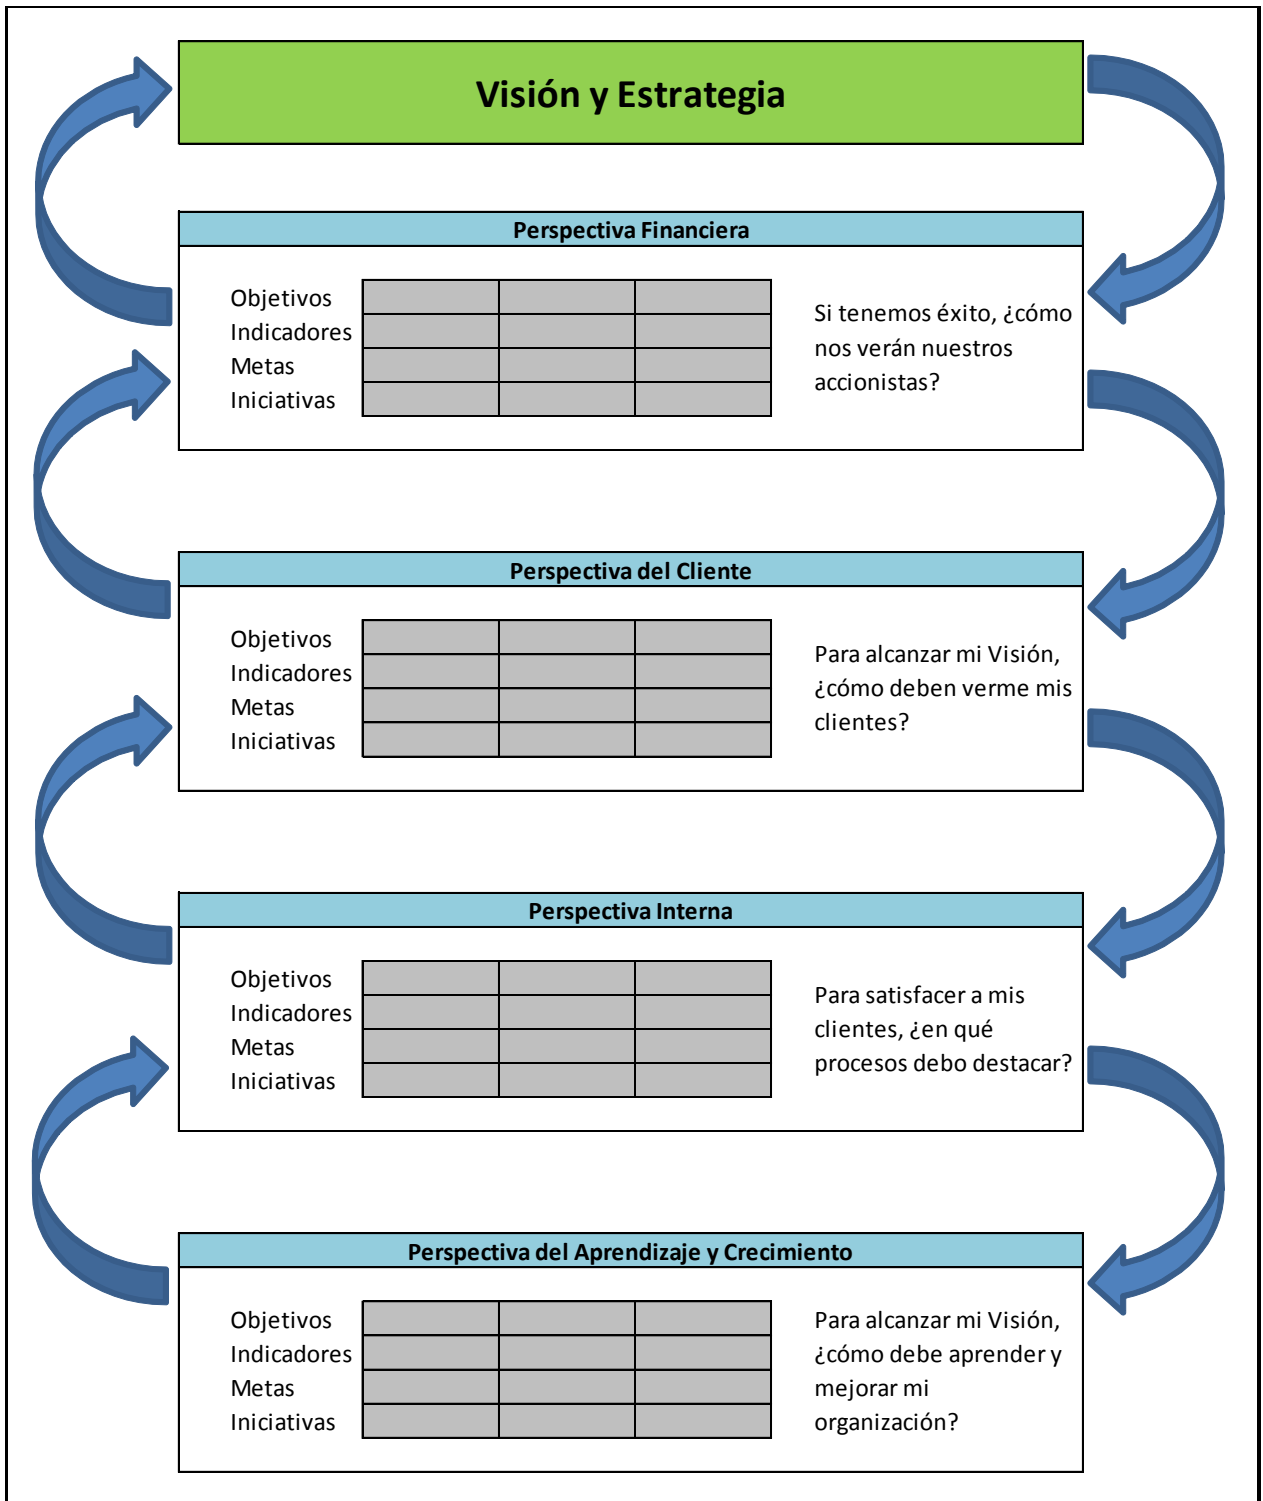 Visión y Estrategia
Perspectiva Financiera
Objetivos
Indicadores
Metas
Iniciativas
Si tenemos éxito, ¿cómo
nos verán nuestros
accionistas?
Perspectiva del Cliente
Objetivos
Indicadores
Metas
Iniciativas
Para alcanzar mi Visión,
¿cómo deben verme mis
clientes?
Perspectiva Interna
Objetivos
Indicadores
Metas
Iniciativas
Para satisfacer a mis
clientes, ¿en qué
procesos debo destacar?
Perspectiva del Aprendizaje y Crecimiento
Objetivos
Indicadores
Metas
Iniciativas
Para alcanzar mi Visión,
¿cómo debe aprender y
mejorar mi
organización?